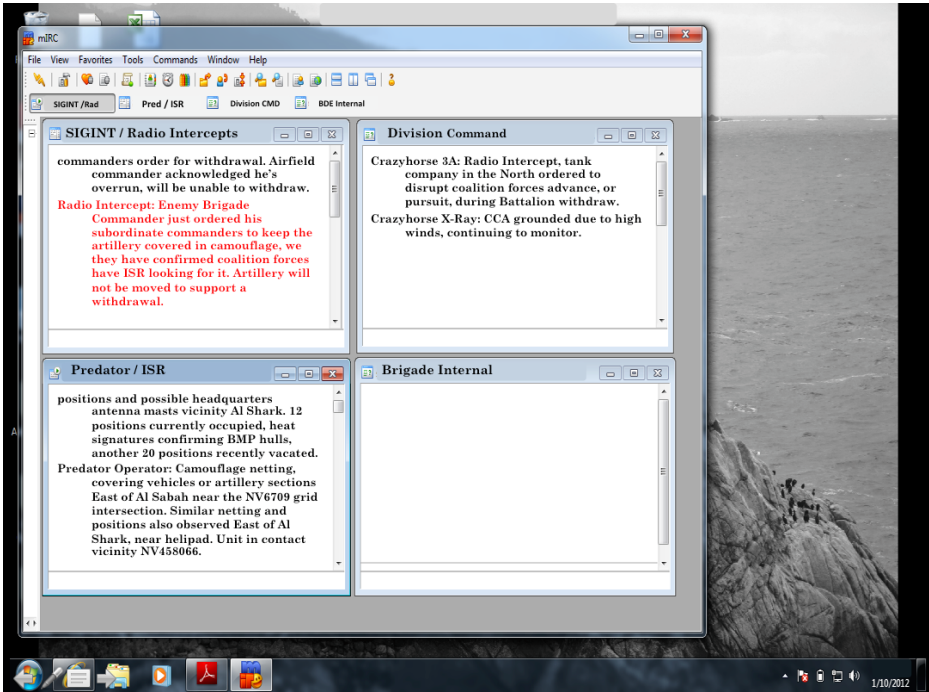 mIRC
File View Favorites Tools Commands Window Help
SIGINT /Rad Pred / ISR Division CMD BDE Internal
SIGINT / Radio Intercepts
commanders order for withdrawal. Airfield
commander acknowledged he's
overrun, will be unable to withdraw.
Radio Intercept: Enemy Brigade
Commander just ordered his
subordinate commanders to keep the
artillery covered in camouflage, we
they have confirmed coalition forces
have ISR looking for it. Artillery will
not be moved to support a
withdrawal.
Division Command
Crazyhorse 3A: Radio Intercept, tank
company in the North ordered to
disrupt coalition forces advance, or
pursuit, during Battalion withdraw.
Crazyhorse X-Ray: CCA grounded due to high
winds, continuing to monitor.
Predator / ISR
positions and possible headquarters
antenna masts vicinity Al Shark. 12
positions currently occupied, heat
signatures confirming BMP hulls,
another 20 positions recently vacated.
Predator Operator: Camouflage netting,
covering vehicles or artillery sections
East of Al Sabah near the NV6709 grid
intersection. Similar netting and
positions also observed East of Al
Shark, near helipad. Unit in contact
vicinity NV458066.
Brigade Internal
1/10/2012